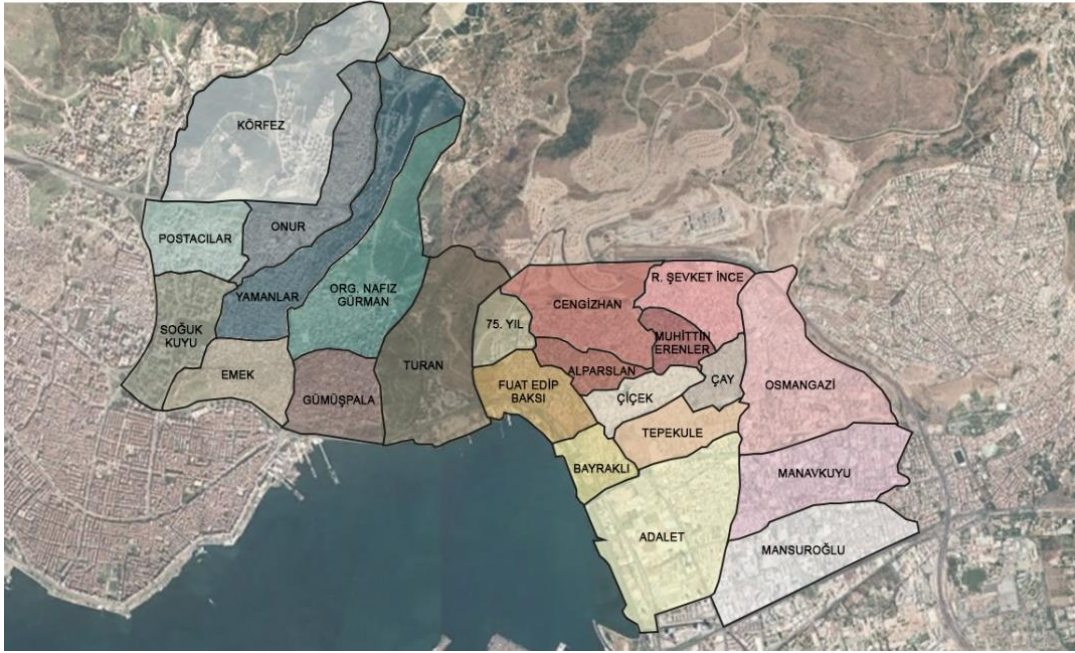 KÖRFEZ
POSTACILAR
ONUR
YAMANLAR
ORG. NAFIZ
GÜRMAN
SOĞUK
KUYU
EMEK
GÜMÜŞPALA
TURAN
75. YIL
CENGİZHAN
R. ŞEVKET İNCE
MUHİTTİN
ERENLER
ALPARSLAN
FUAT EDİP
BAKSI
ÇİÇEK
ÇAY
OSMANGAZİ
TEPEKULE
BAYRAKLI
MANAVKUYU
ADALET
MANSUROĞLU